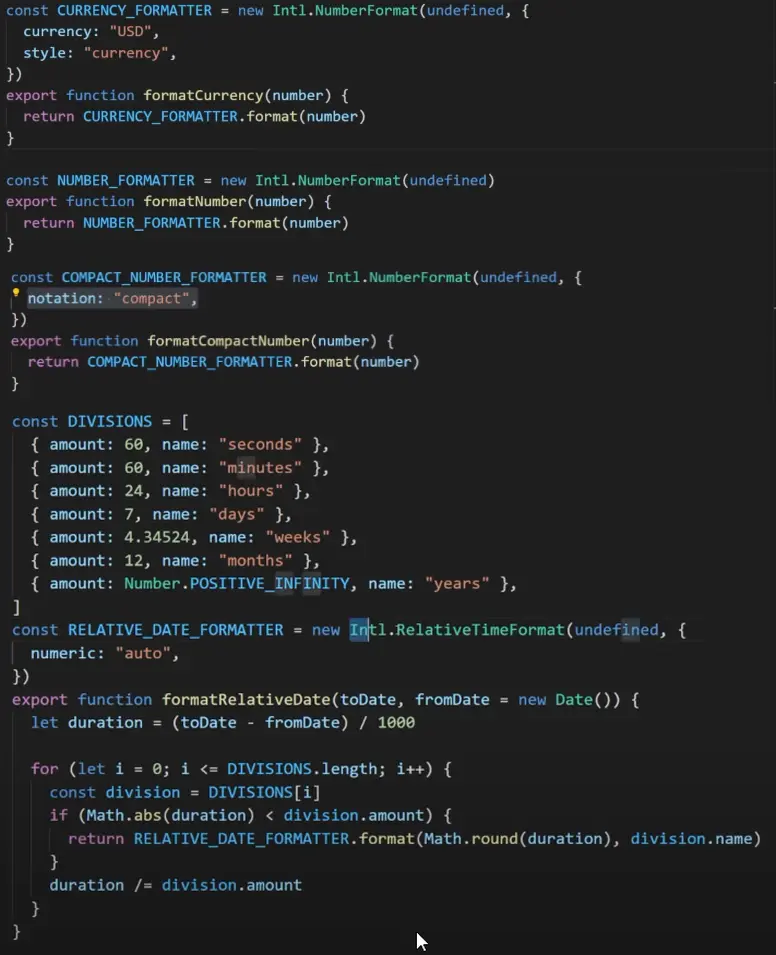 const CURRENCY_FORMATTER = new Intl.NumberFormat(undefined, {
  currency: "USD",
  style: "currency",
})
export function formatCurrency(number) {
  return CURRENCY_FORMATTER.format(number)
}
const NUMBER_FORMATTER = new Intl.NumberFormat(undefined)
export function formatNumber(number) {
  return NUMBER_FORMATTER.format(number)
}
const COMPACT_NUMBER_FORMATTER = new Intl.NumberFormat(undefined, {
  notation: "compact",
})
export function formatCompactNumber(number) {
  return COMPACT_NUMBER_FORMATTER.format(number)
}
const DIVISIONS = [
  { amount: 60, name: "seconds" },
  { amount: 60, name: "minutes" },
  { amount: 24, name: "hours" },
  { amount: 7, name: "days" },
  { amount: 4.34524, name: "weeks" },
  { amount: 12, name: "months" },
  { amount: Number.POSITIVE_INFINITY, name: "years" },
]
const RELATIVE_DATE_FORMATTER = new Intl.RelativeTimeFormat(undefined, {
  numeric: "auto",
})
export function formatRelativeDate(toDate, fromDate = new Date()) {
  let duration = (toDate - fromDate) / 1000
  for (let i = 0; i <= DIVISIONS.length; i++) {
    const division = DIVISIONS[i]
    if (Math.abs(duration) < division.amount) {
      return RELATIVE_DATE_FORMATTER.format(Math.round(duration), division.name)
    }
    duration /= division.amount
  }
}